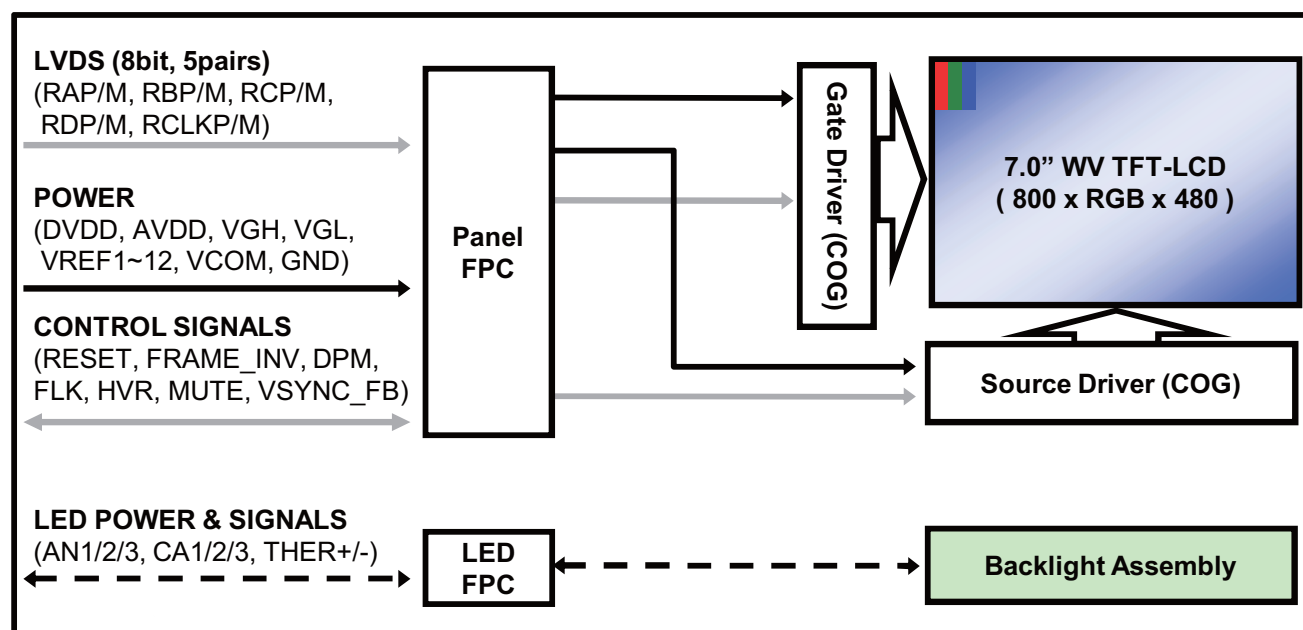 LVDS (8bit, 5pairs)
(RAP/M, RBP/M, RCP/M,
RDP/M, RCLKP/M)
POWER
(DVDD, AVDD, VGH, VGL,
VREF1~12, VCOM, GND)
CONTROL SIGNALS
(RESET, FRAME_INV, DPM,
FLK, HVR, MUTE, VSYNC_FB)
LED POWER & SIGNALS
(AN1/2/3, CA1/2/3, THER+/-)
Panel
FPC
LED
FPC
Gate Driver (COG)
7.0” WV TFT-LCD
( 800 x RGB x 480 )
Source Driver (COG)
Backlight Assembly